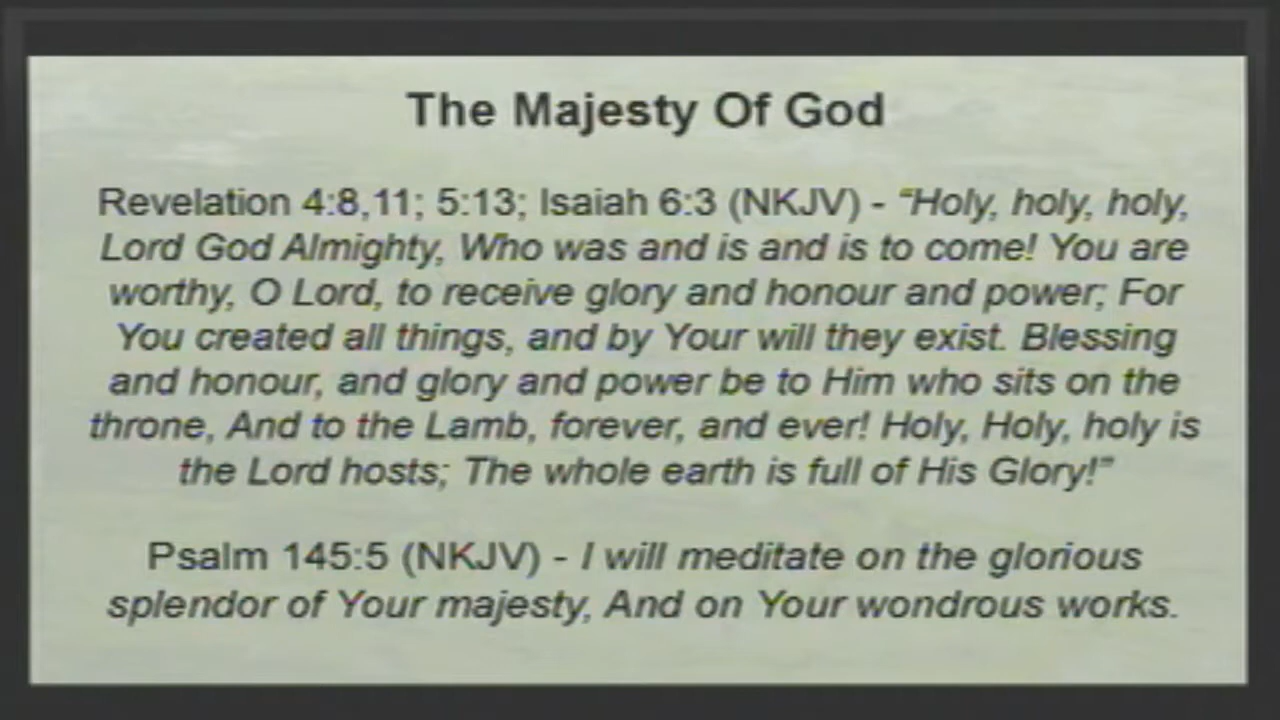 The Majesty Of God
Revelation 4:8,11; 5:13; Isaiah 6:3 (NKJV) - “Holy, holy, holy,
Lord God Almighty, Who was and is and is to come! You are
worthy, O Lord, to receive glory and honour and power; For
You created all things, and by Your will they exist. Blessing
and honour, and glory and power be to Him who sits on the
throne, And to the Lamb, forever, and ever! Holy, Holy, holy is
the Lord hosts; The whole earth is full of His Glory!”
Psalm 145:5 (NKJV) - I will meditate on the glorious
splendor of Your majesty, And on Your wondrous works.